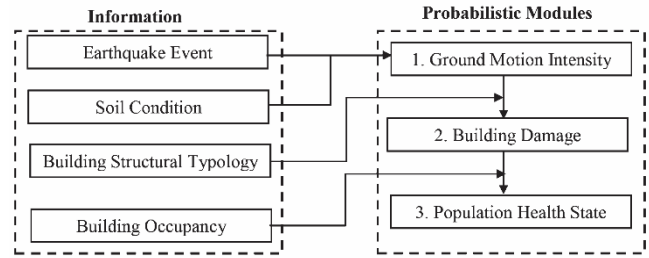 Information
Earthquake Event
Soil Condition
Building Structural Typology
Building Occupancy
Probabilistic Modules
1. Ground Motion Intensity
2. Building Damage
3. Population Health State